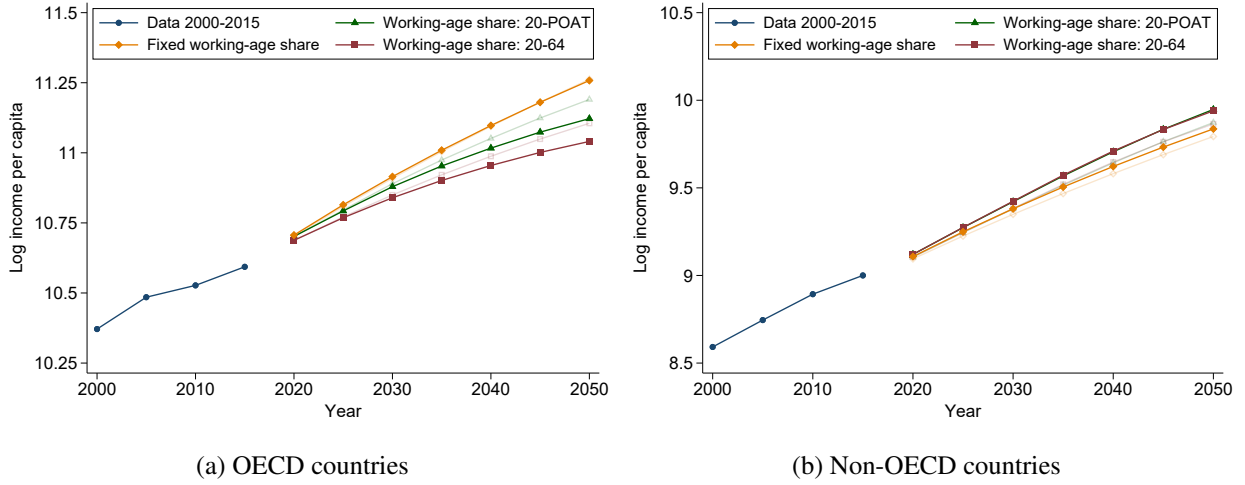 Data 2000-2015
Working-age share: 20-POAT
Fixed working-age share
Working-age share: 20-64
11.5
11.25
11
10.75
10.5
10.25
Log income per capita
2000 2010 2020 2030 2040 2050
Year
(a) OECD countries
Data 2000-2015
Working-age share: 20-POAT
Fixed working-age share
Working-age share: 20-64
10.5
10
9.5
9
8.5
Log income per capita
2000 2010 2020 2030 2040 2050
Year
(b) Non-OECD countries